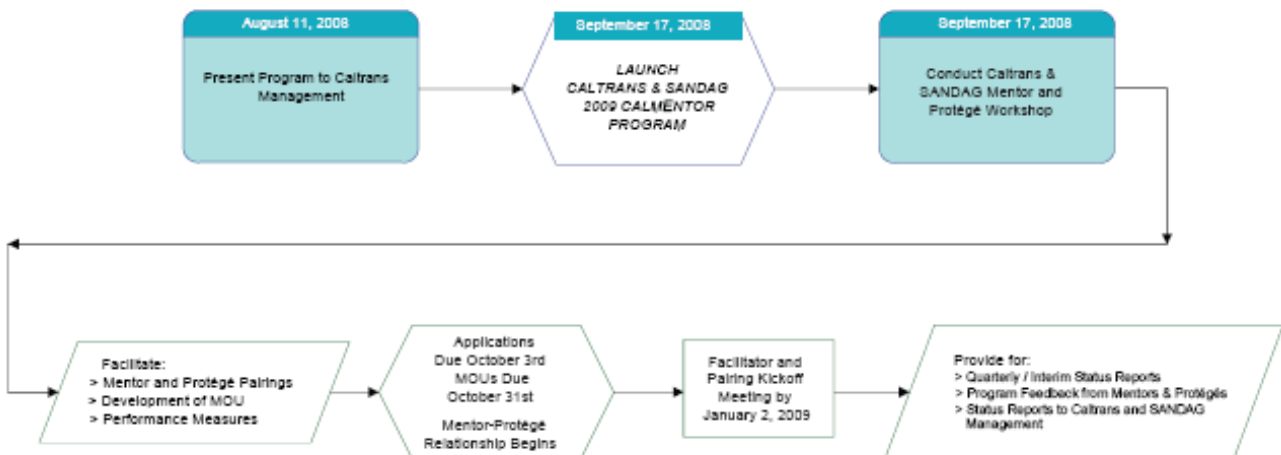 August 11, 2008
Present Program to Caltrans
Management
September 17, 2008
LAUNCH
CALTRANS & SANDAG
2009 CALMENTOR
PROGRAM
September 17, 2008
Conduct Caltrans &
SANDAG Mentor and
Protégé Workshop
Facilitate:
> Mentor and Protégé Pairings
> Development of MOU
> Performance Measures
Applications
Due October 3rd
MOUs Due
October 31st
Mentor-Protégé
Relationship Begins
Facilitator and
Pairing Kickoff
Meeting by
January 2, 2009
Provide for:
> Quarterly / Interim Status Reports
> Program Feedback from Mentors & Protégés
> Status Reports to Caltrans and SANDAG
Management